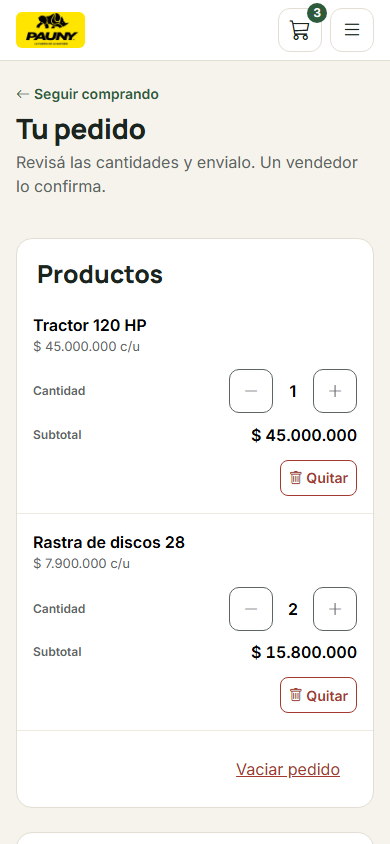 PAUNY
3
← Seguir comprando
Tu pedido
Revisá las cantidades y envialo. Un vendedor
lo confirma.
Productos
Tractor 120 HP
$ 45.000.000 c/u
Cantidad
− 1 +
Subtotal
$ 45.000.000
Quitar
Rastra de discos 28
$ 7.900.000 c/u
Cantidad
− 2 +
Subtotal
$ 15.800.000
Quitar
Vaciar pedido